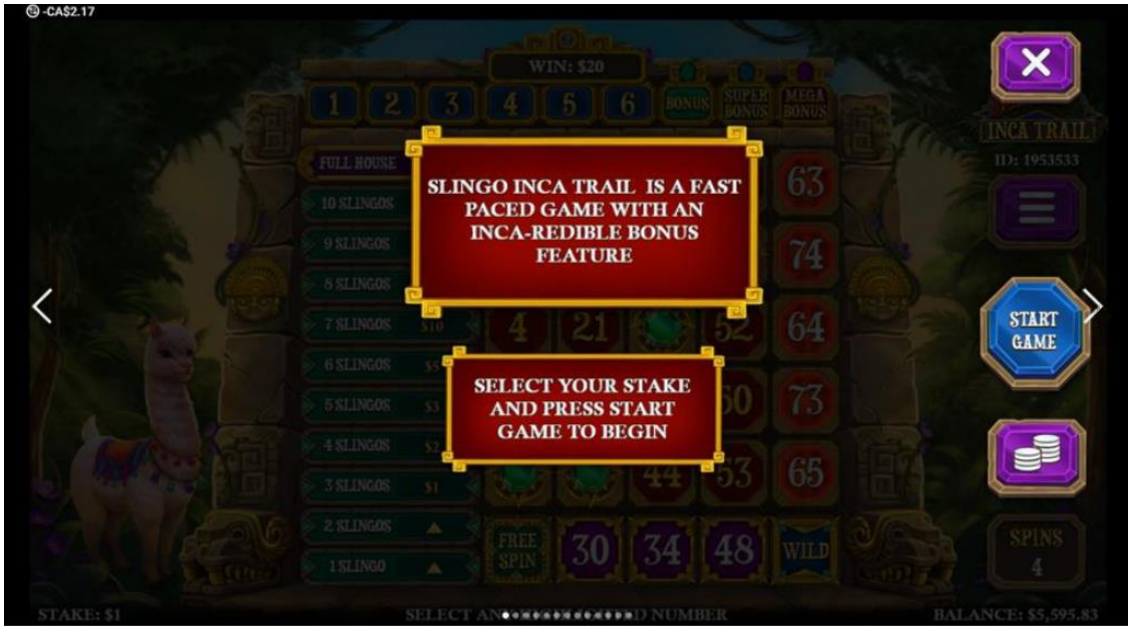 -CA$2.17
WIN: $20
1 2 3 4 5 6 BONUS SUPER BONUS MEGA BONUS
INCA TRAIL
ID: 1953533
FULL HOUSE
SLINGO INCA TRAIL IS A FAST
PACED GAME WITH AN
INCA-REDIBLE BONUS
FEATURE
63
10 SLINGOS
9 SLINGOS
74
8 SLINGOS
7 SLINGOS $10
4 21 52 64
START
GAME
6 SLINGOS $5
SELECT YOUR STAKE
AND PRESS START
GAME TO BEGIN
5 SLINGOS $3
73
4 SLINGOS $2
3 SLINGOS $1
44 53 65
2 SLINGOS
1 SLINGO
FREE
SPIN
30 34 48 WILD
SPINS
4
STAKE: $1
SELECT NUMBER
BALANCE: $5,595.83